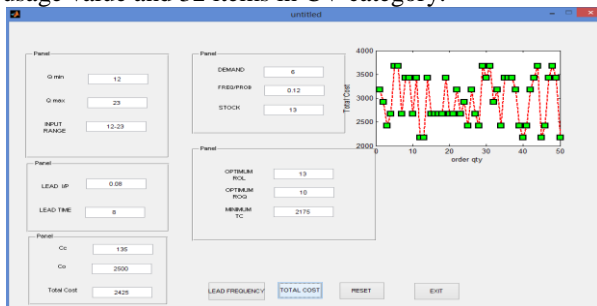 usage value and items in category.
untitled
Panel
Q min 12
Q max 23
INPUT RANGE 12-23
Panel
LEAD I/P 0.08
LEAD TIME 8
Panel
Cc 135
Co 2500
Total Cost 2425
Panel
DEMAND 6
FREQ/PROB 0.12
STOCK 13
Panel
OPTIMUM ROL 13
OPTIMUM ROQ 10
MINIMUM TC 2175
Total Cost
4000
3500
3000
2500
2000
0 10 20 30 40 50
order qty
LEAD FREQUENCY TOTAL COST RESET EXIT